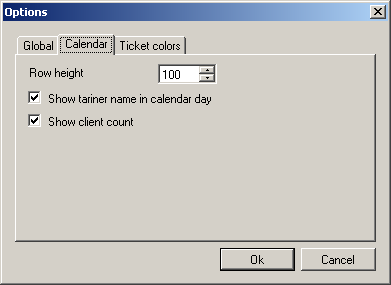 Options
Global Calendar Ticket colors
Row height 100
Show tariner name in calendar day
Show client count
Ok Cancel